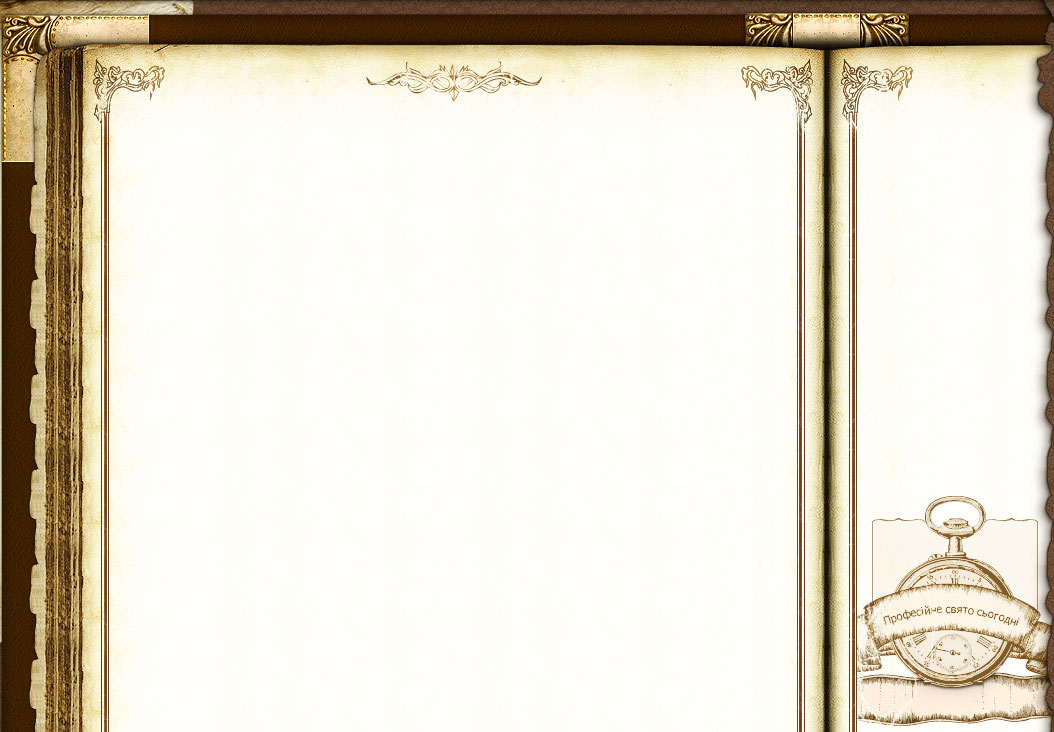 Професійне свято сьогодні